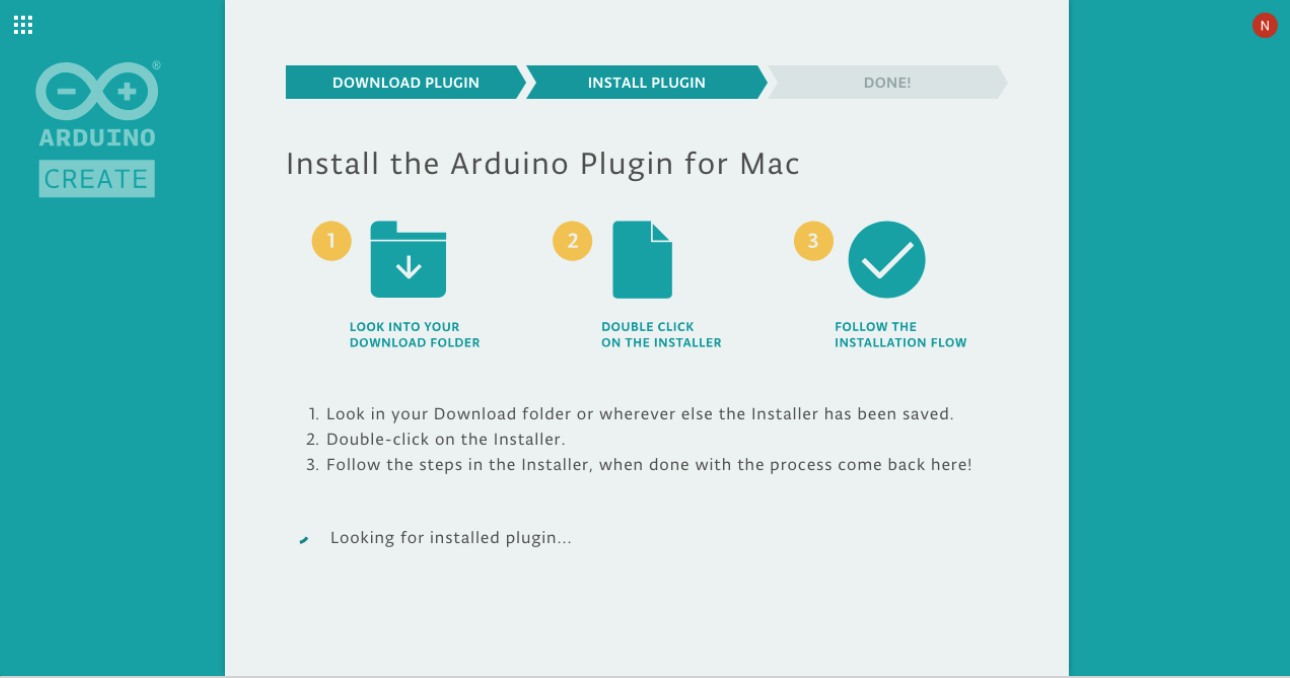 N
®
ARDUINO
CREATE
DOWNLOAD PLUGIN
INSTALL PLUGIN
DONE!
Install the Arduino Plugin for Mac
1
2
3
LOOK INTO YOUR
DOWNLOAD FOLDER
DOUBLE CLICK
ON THE INSTALLER
FOLLOW THE
INSTALLATION FLOW
1. Look in your Download folder or wherever else the Installer has been saved.
2. Double-click on the Installer.
3. Follow the steps in the Installer, when done with the process come back here!
Looking for installed plugin...